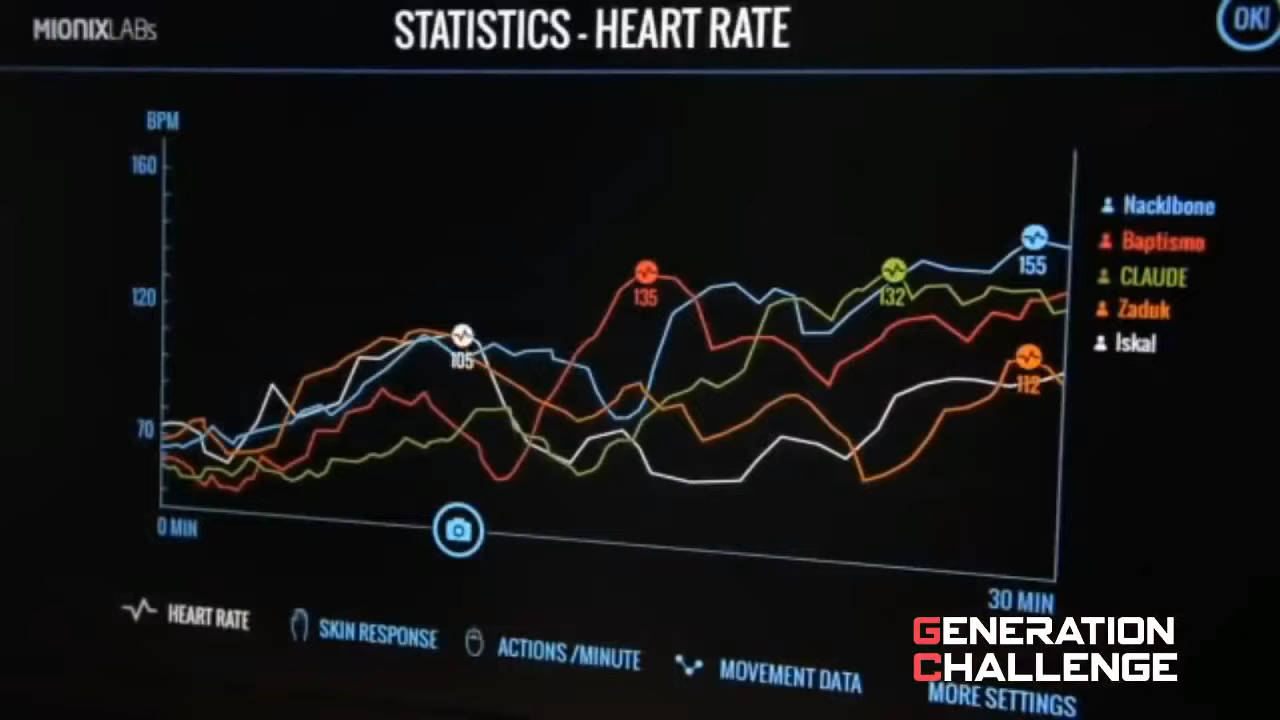 MIONIXLABs
STATISTICS - HEART RATE
OK!
BPM
160
120
70
105
135
132
155
112
Nacklbone
Baptismo
CLAUDE
Zaduk
Iskal
0 MIN
30 MIN
HEART RATE
SKIN RESPONSE
ACTIONS /MINUTE
MOVEMENT DATA
MORE SETTINGS
GENERATION
CHALLENGE